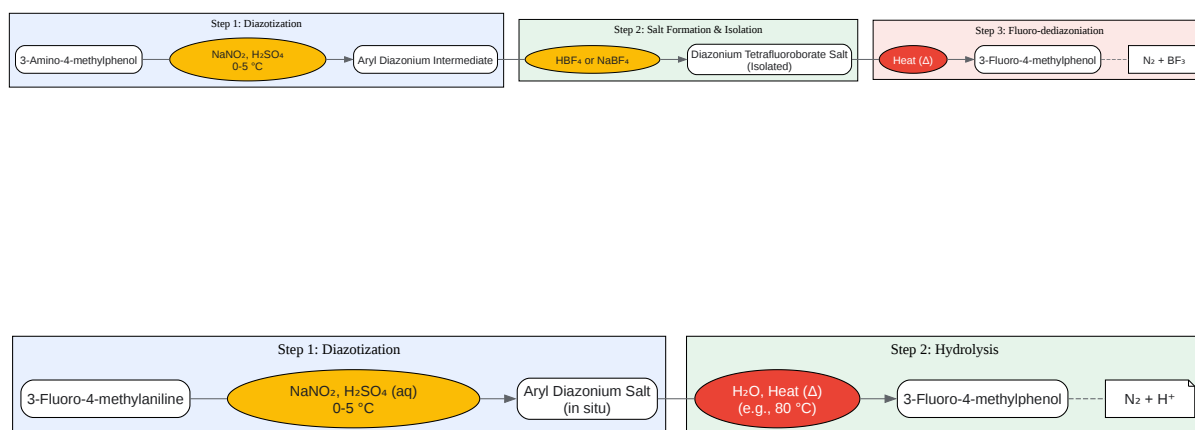 Step 1: Diazotization
3-Amino-4-methylphenol
NaNO₂, H₂SO₄
0-5 °C
Aryl Diazonium Intermediate
Step 2: Salt Formation & Isolation
HBF₄ or NaBF₄
Diazonium Tetrafluoroborate Salt
(Isolated)
Step 3: Fluoro-dediazoniation
Heat (Δ)
3-Fluoro-4-methylphenol
N₂ + BF₃
Step 1: Diazotization
3-Fluoro-4-methylaniline
NaNO₂, H₂SO₄ (aq)
0-5 °C
Aryl Diazonium Salt
(in situ)
Step 2: Hydrolysis
H₂O, Heat (Δ)
(e.g., 80 °C)
3-Fluoro-4-methylphenol
N₂ + H⁺